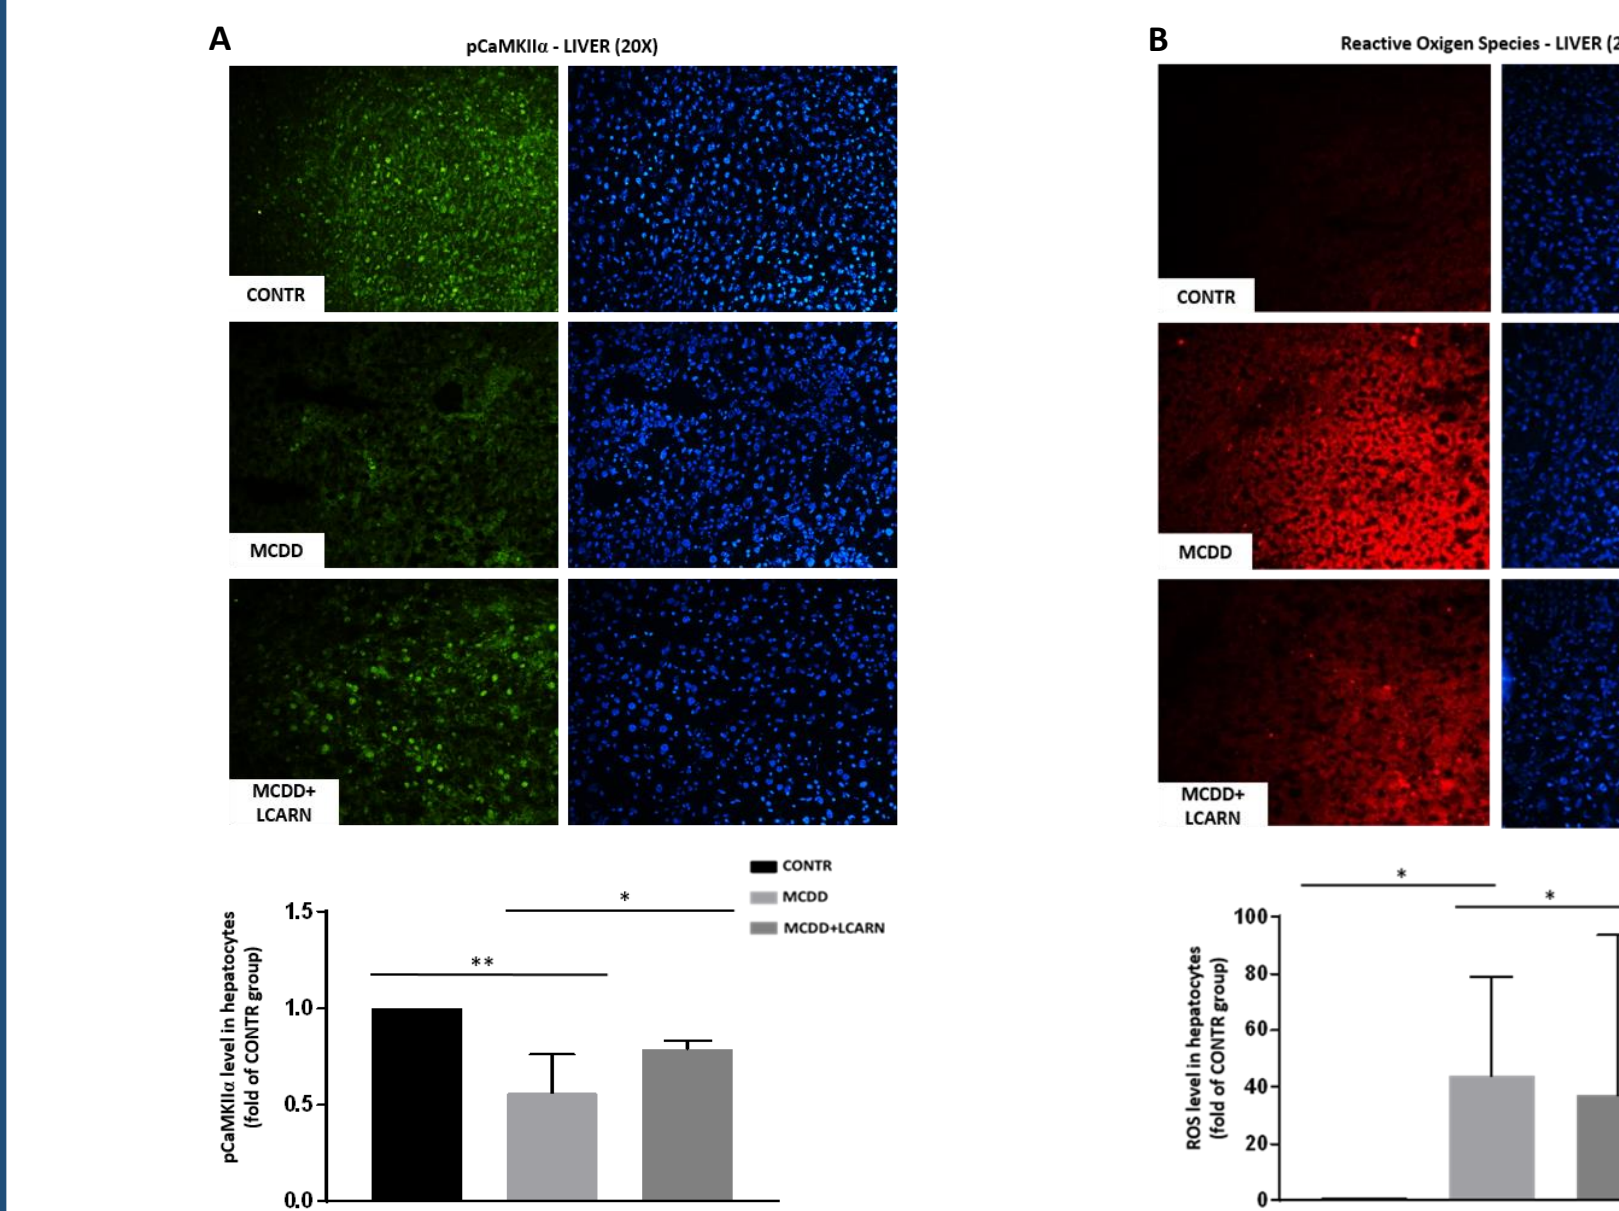 A
pCaMKIIα - LIVER (20X)
CONTR
MCDD
MCDD+
LCARN
CONTR
MCDD
MCDD+LCARN
pCaMKIIα level in hepatocytes
(fold of CONTR group)
1.5
1.0
0.5
0.0
**
*
B
Reactive Oxigen Species - LIVER (2
CONTR
MCDD
MCDD+
LCARN
ROS level in hepatocytes
(fold of CONTR group)
100
80
60
40
20
0
*
*